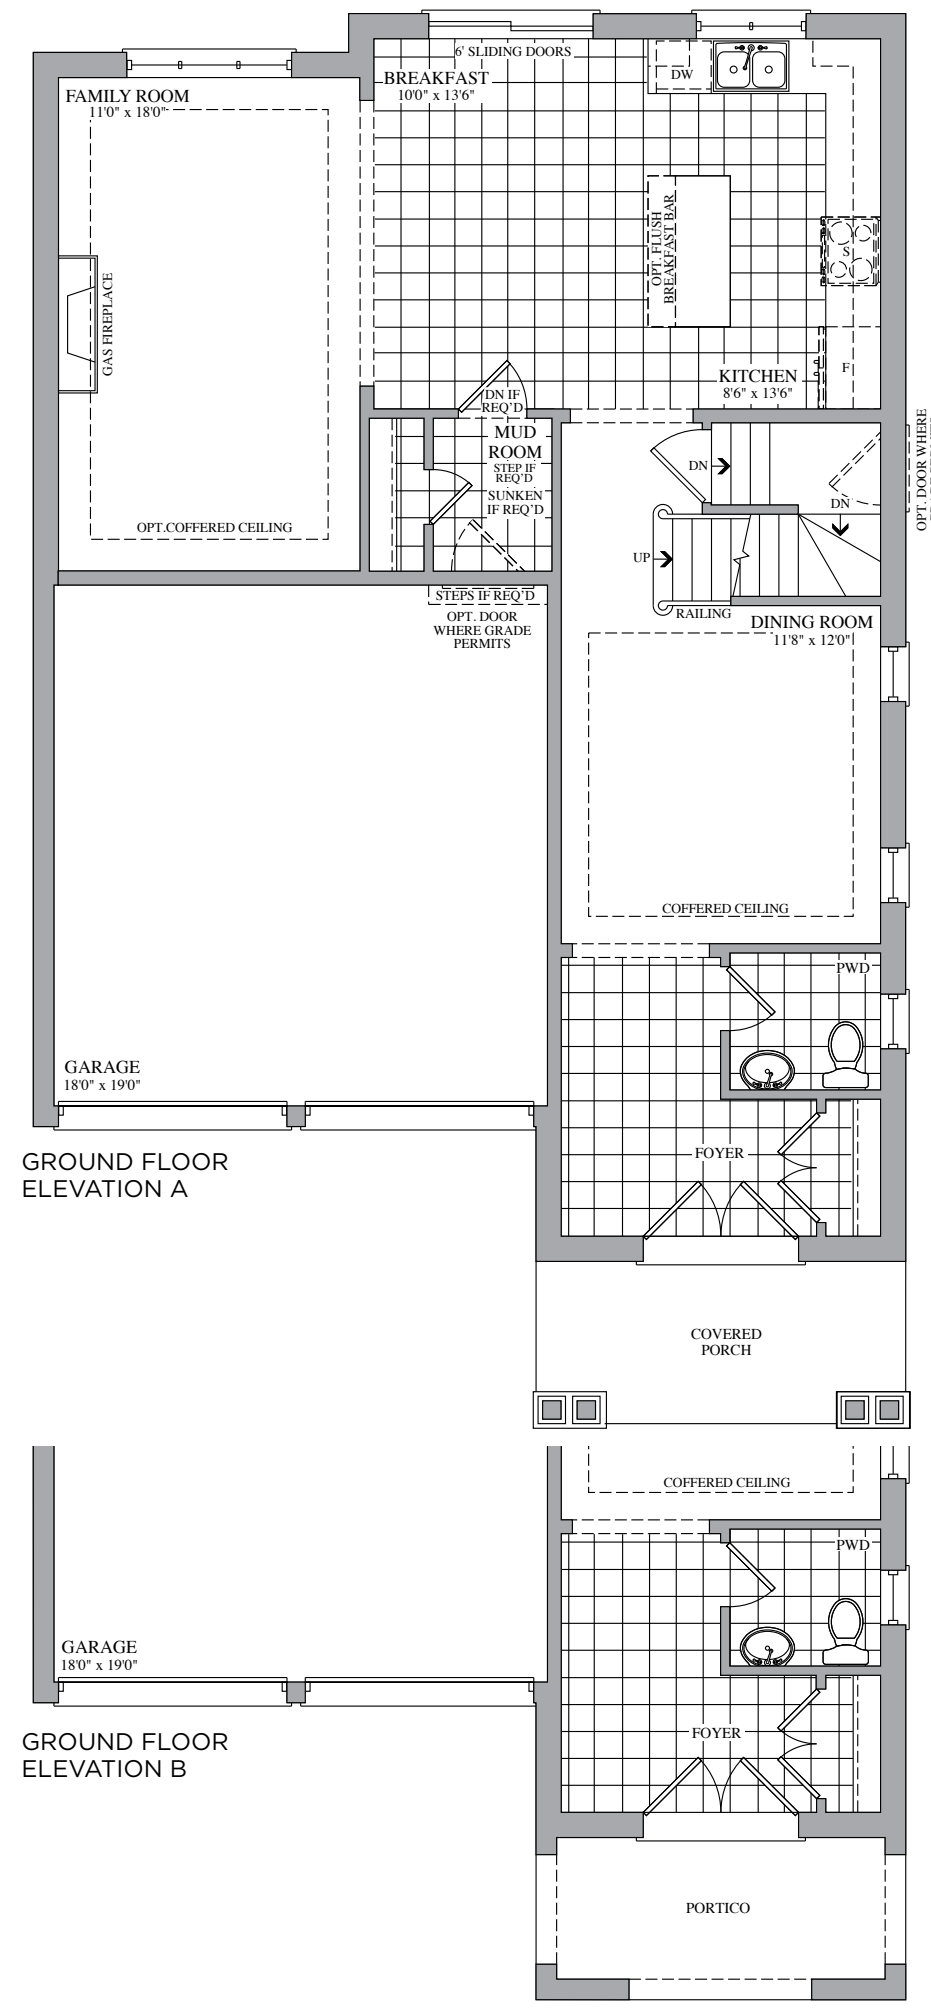 6' SLIDING DOORS
DW
BREAKFAST
10'0" x 13'6"
FAMILY ROOM
11'0" x 18'0"
OPT. FLUSH
BREAKFAST BAR
S
GAS FIREPLACE
F
KITCHEN
8'6" x 13'6"
DN IF
REQ'D
MUD
ROOM
STEP IF
REQ'D
SUNKEN
IF REQ'D
DN
DN
OPT. DOOR WHERE
OPT.COFFERED CEILING
UP
RAILING
STEPS IF REQ'D
OPT. DOOR
WHERE GRADE
PERMITS
DINING ROOM
11'8" x 12'0"
COFFERED CEILING
PWD
GARAGE
18'0" x 19'0"
FOYER
GROUND FLOOR
ELEVATION A
COVERED
PORCH
COFFERED CEILING
PWD
GARAGE
18'0" x 19'0"
FOYER
GROUND FLOOR
ELEVATION B
PORTICO